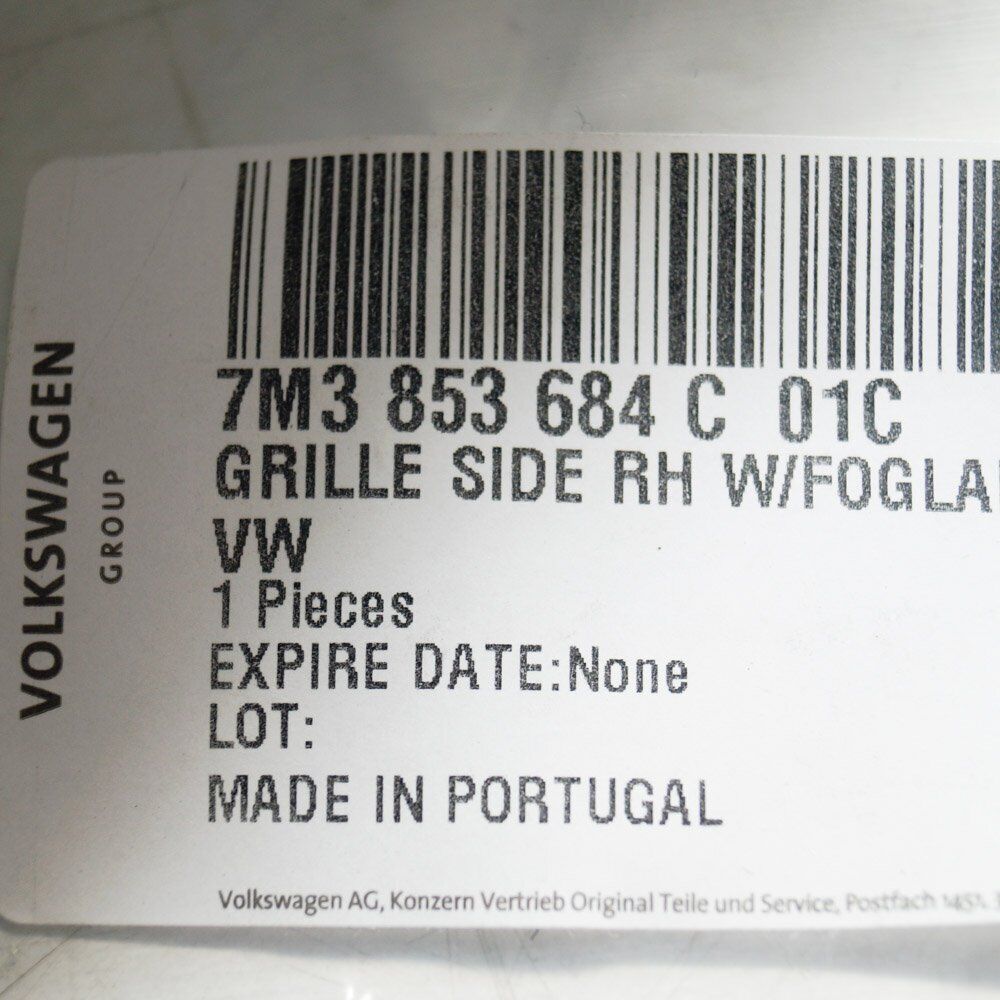 VOLKSWAGEN
GROUP
7M3 853 684 C 01C
GRILLE SIDE RH W/FOGLA
VW
1 Pieces
EXPIRE DATE:None
LOT:
MADE IN PORTUGAL
Volkswagen AG, Konzern Vertrieb Original Teile und Service, Postfach